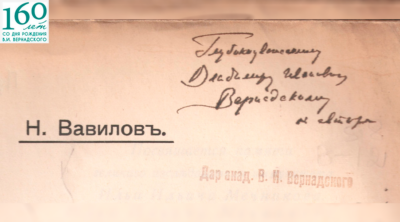 160
лет
СО ДНЯ РОЖДЕНИЯ
В.И. ВЕРНАДСКОГО
Глубокоуважаемому
Владимиру Ивановичу
Вернадскому
от автора
Н. Вавиловъ.
Дар акад. В. И. Вернадского